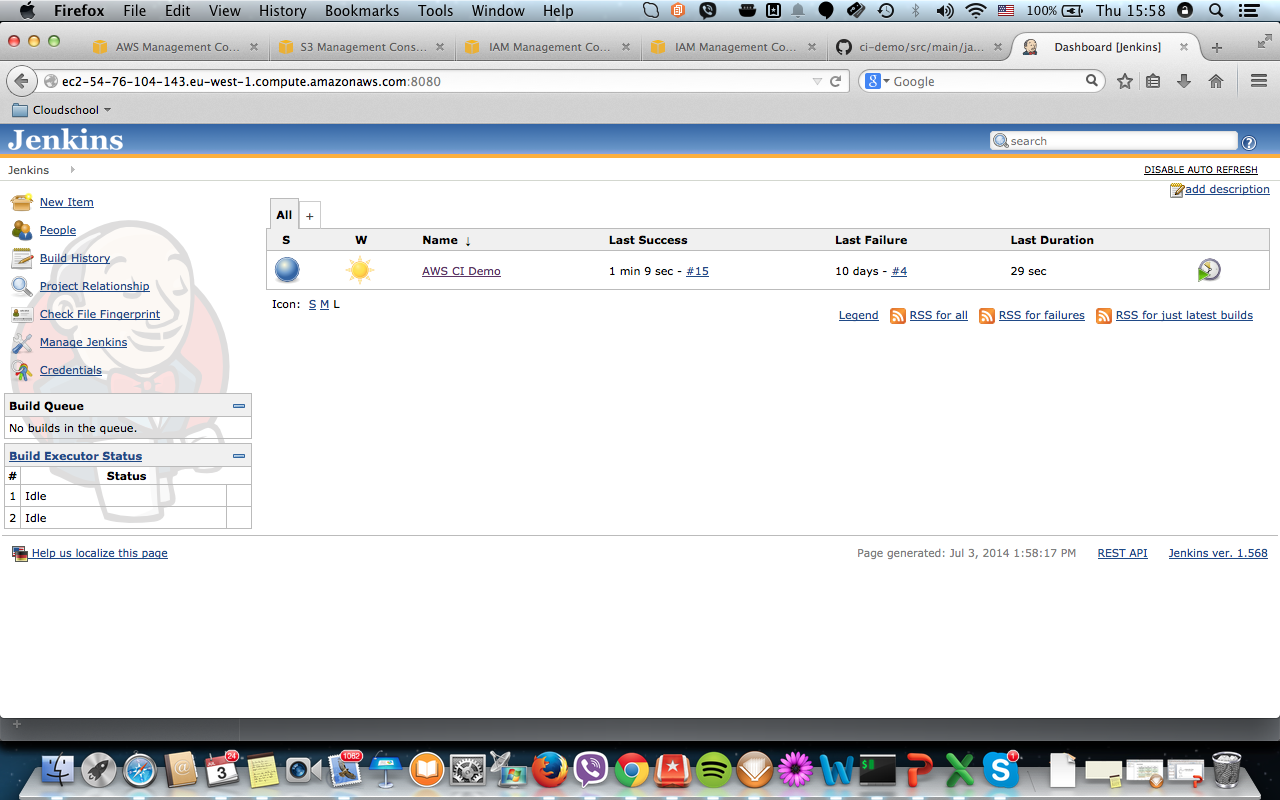 Firefox File Edit View History Bookmarks Tools Window Help 100% Thu 15:58
AWS Management Co... S3 Management Cons... IAM Management Co... IAM Management Co... ci-demo/src/main/ja... Dashboard [Jenkins]
ec2-54-76-104-143.eu-west-1.compute.amazonaws.com:8080 Google
Cloudschool
Jenkins search
Jenkins DISABLE AUTO REFRESH
add description
New Item
People
Build History
Project Relationship
Check File Fingerprint
Manage Jenkins
Credentials
Build Queue
No builds in the queue.
Build Executor Status
# Status
1 Idle
2 Idle
All +
S W Name ↓ Last Success Last Failure Last Duration
AWS CI Demo 1 min 9 sec - #15 10 days - #4 29 sec
Icon: S M L
Legend RSS for all RSS for failures RSS for just latest builds
Help us localize this page Page generated: Jul 3, 2014 1:58:17 PM REST API Jenkins ver. 1.568
24 3 1082 1